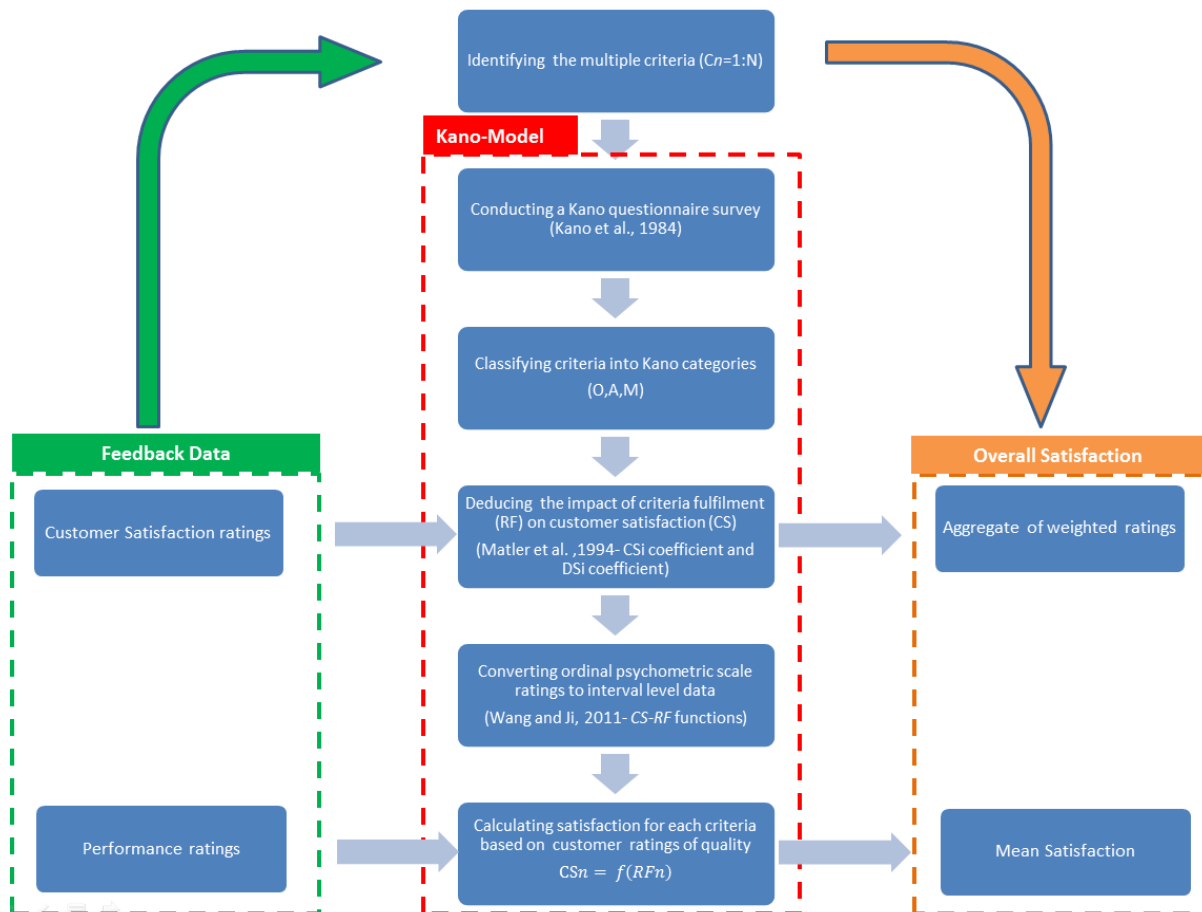 Identifying the multiple criteria (Cn=1:N)
Kano-Model
Conducting a Kano questionnaire survey
(Kano et al., 1984)
Classifying criteria into Kano categories
(O,A,M)
Feedback Data
Overall Satisfaction
Customer Satisfaction ratings
Deducing the impact of criteria fulfilment
(RF) on customer satisfaction (CS)
(Matler et al. ,1994- CSi coefficient and
DSi coefficient)
Aggregate of weighted ratings
Converting ordinal psychometric scale
ratings to interval level data
(Wang and Ji, 2011- CS-RF functions)
Performance ratings
Calculating satisfaction for each criteria
based on customer ratings of quality
CSn = f(RFn)
Mean Satisfaction